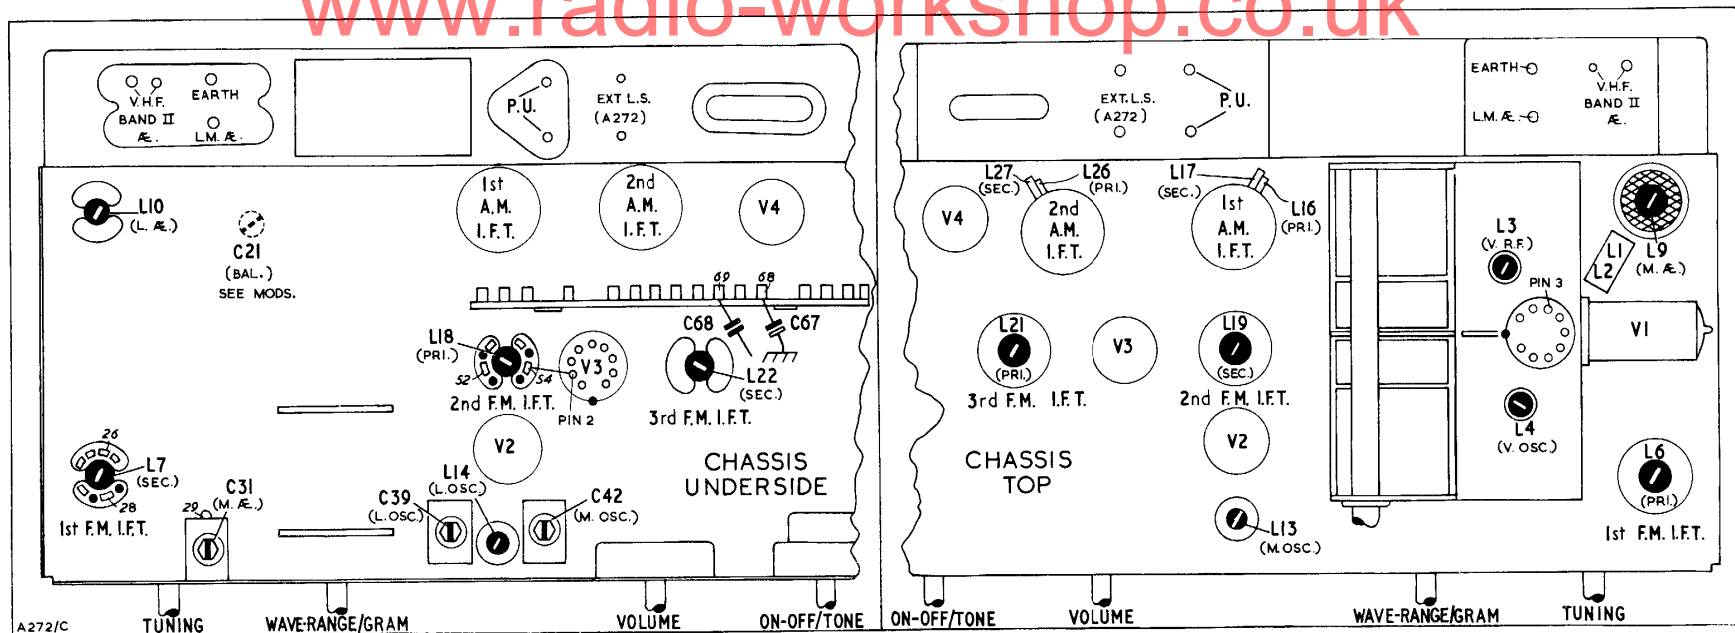 www.radio-workshop.co.uk
V.H.F.
BAND II
Æ.
EARTH
L.M. Æ.
P.U.
EXT L.S.
(A272)
L10
(L. Æ.)
C21
(BAL.)
SEE MODS.
1st
A.M.
I.F.T.
2nd
A.M.
I.F.T.
V4
69
68
C68
C67
L18
(PRI.)
52
54
V3
PIN 2
2nd F.M. I.F.T.
L22
(SEC.)
3rd F.M. I.F.T.
V2
26
L7
(SEC.)
28
1st F.M. I.F.T.
C31
(M. Æ.)
29
C39
(L.OSC.)
L14
(L.OSC.)
C42
(M. OSC.)
CHASSIS
UNDERSIDE
A272/C
TUNING
WAVE-RANGE/GRAM
VOLUME
ON-OFF/TONE
EXT.L.S.
(A272)
P.U.
EARTH
L.M. Æ.
V.H.F.
BAND II
Æ.
V4
L27
(SEC.)
L26
(PRI.)
2nd
A.M.
I.F.T.
L17
(SEC.)
L16
(PRI.)
1st
A.M.
I.F.T.
L3
(V. R.F.)
L1
L2
L9
(M. Æ.)
PIN 3
V1
L21
(PRI.)
3rd F.M. I.F.T.
V3
L19
(SEC.)
2nd F.M. I.F.T.
V2
L4
(V. OSC.)
L6
(PRI.)
1st F.M. I.F.T.
L13
(M.OSC.)
CHASSIS
TOP
ON-OFF/TONE
VOLUME
WAVE-RANGE/GRAM
TUNING